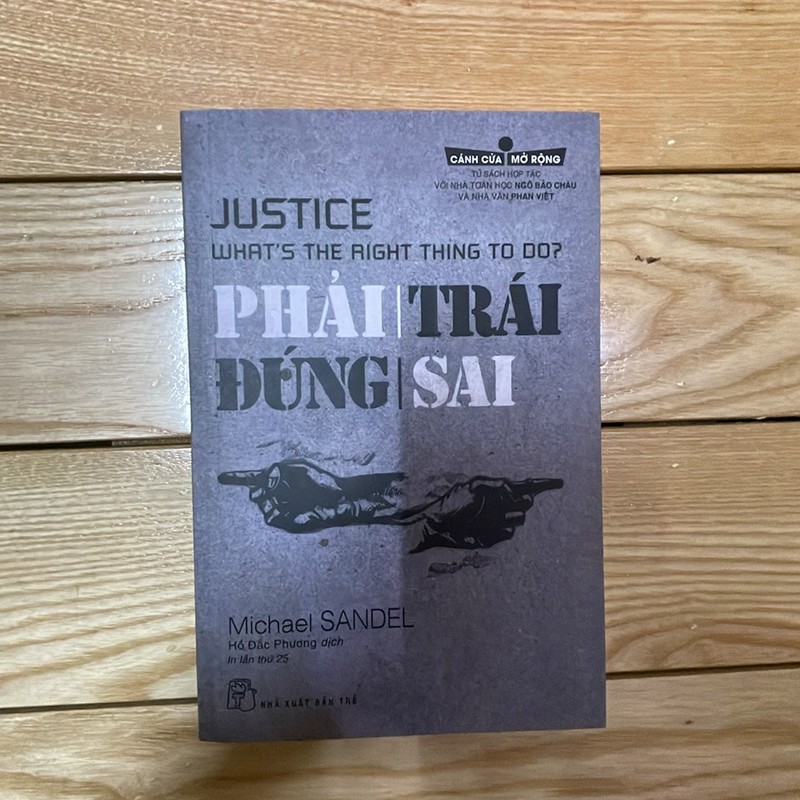 CÁNH CỬA MỞ RỘNG
TỦ SÁCH HỢP TÁC
VỚI NHÀ TOÁN HỌC NGÔ BẢO CHÂU
VÀ NHÀ VĂN PHAN VIỆT
JUSTICE
WHAT'S THE RIGHT THING TO DO?
PHẢI TRÁI
ĐÚNG SAI
Michael SANDEL
Hồ Đắc Phương dịch
In lần thứ 25
NHÀ XUẤT BẢN TRẺ